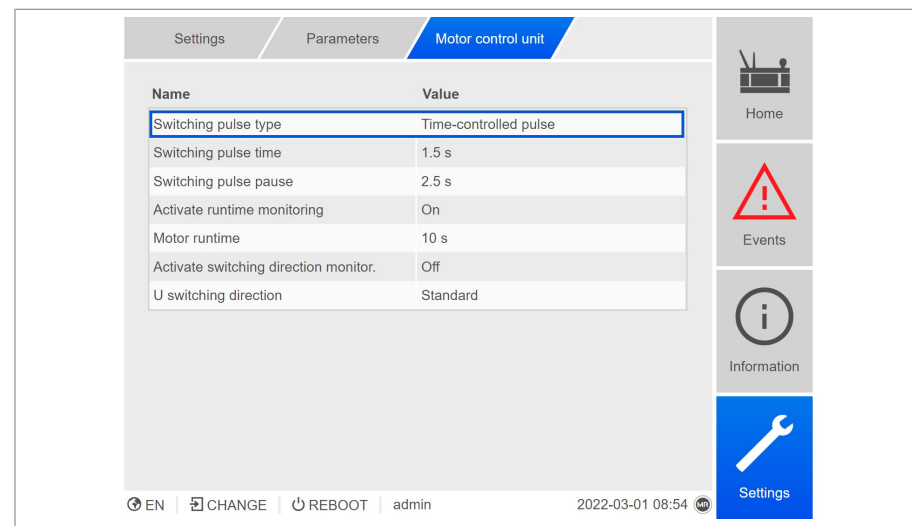 Settings Parameters Motor control unit
Name Value
Switching pulse type Time-controlled pulse
Switching pulse time 1.5 s
Switching pulse pause 2.5 s
Activate runtime monitoring On
Motor runtime 10 s
Activate switching direction monitor. Off
U switching direction Standard
Home
Events
Information
Settings
EN CHANGE REBOOT admin 2022-03-01 08:54 MR